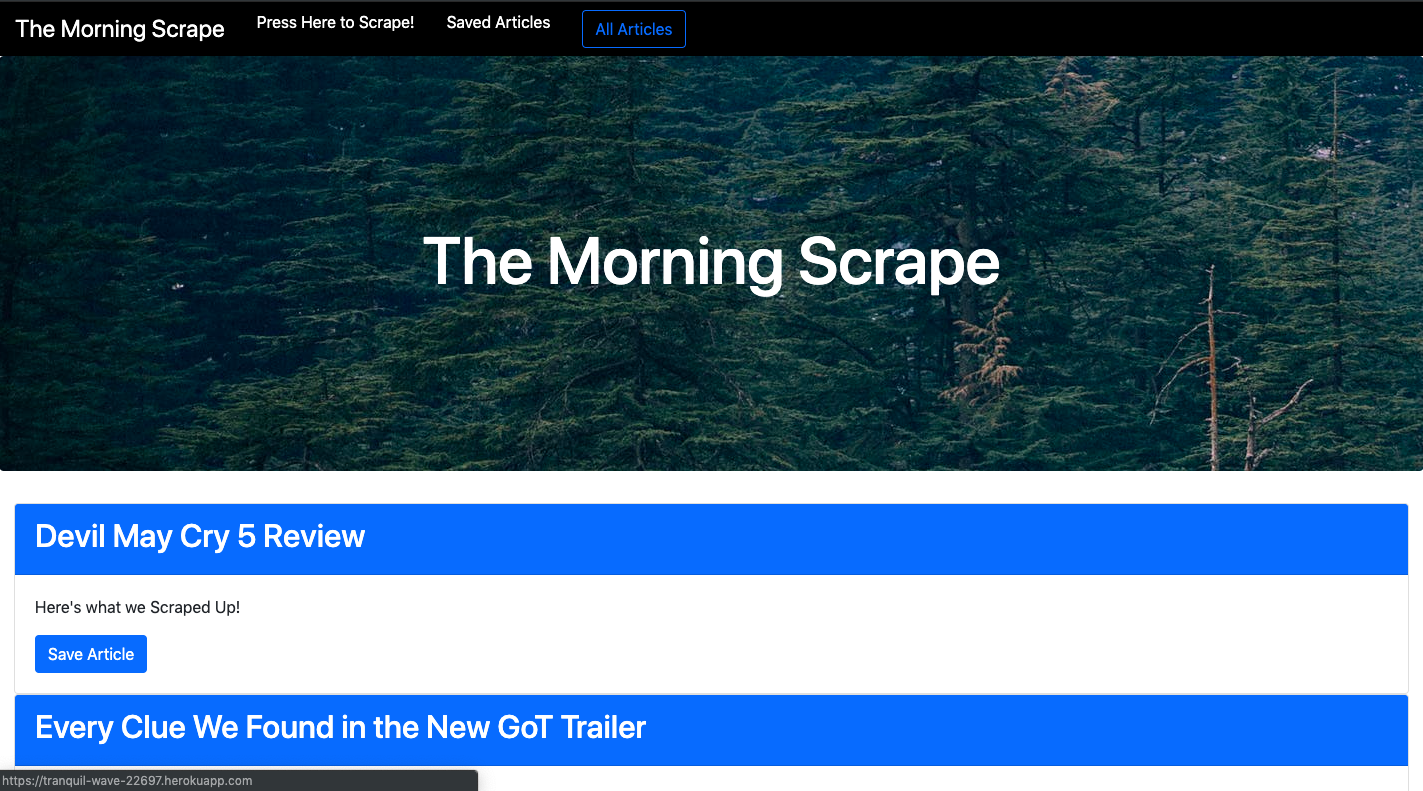 The Morning Scrape Press Here to Scrape! Saved Articles All Articles
The Morning Scrape
Devil May Cry 5 Review
Here's what we Scraped Up!
Save Article
Every Clue We Found in the New GoT Trailer
https://tranquil-wave-22697.herokuapp.com